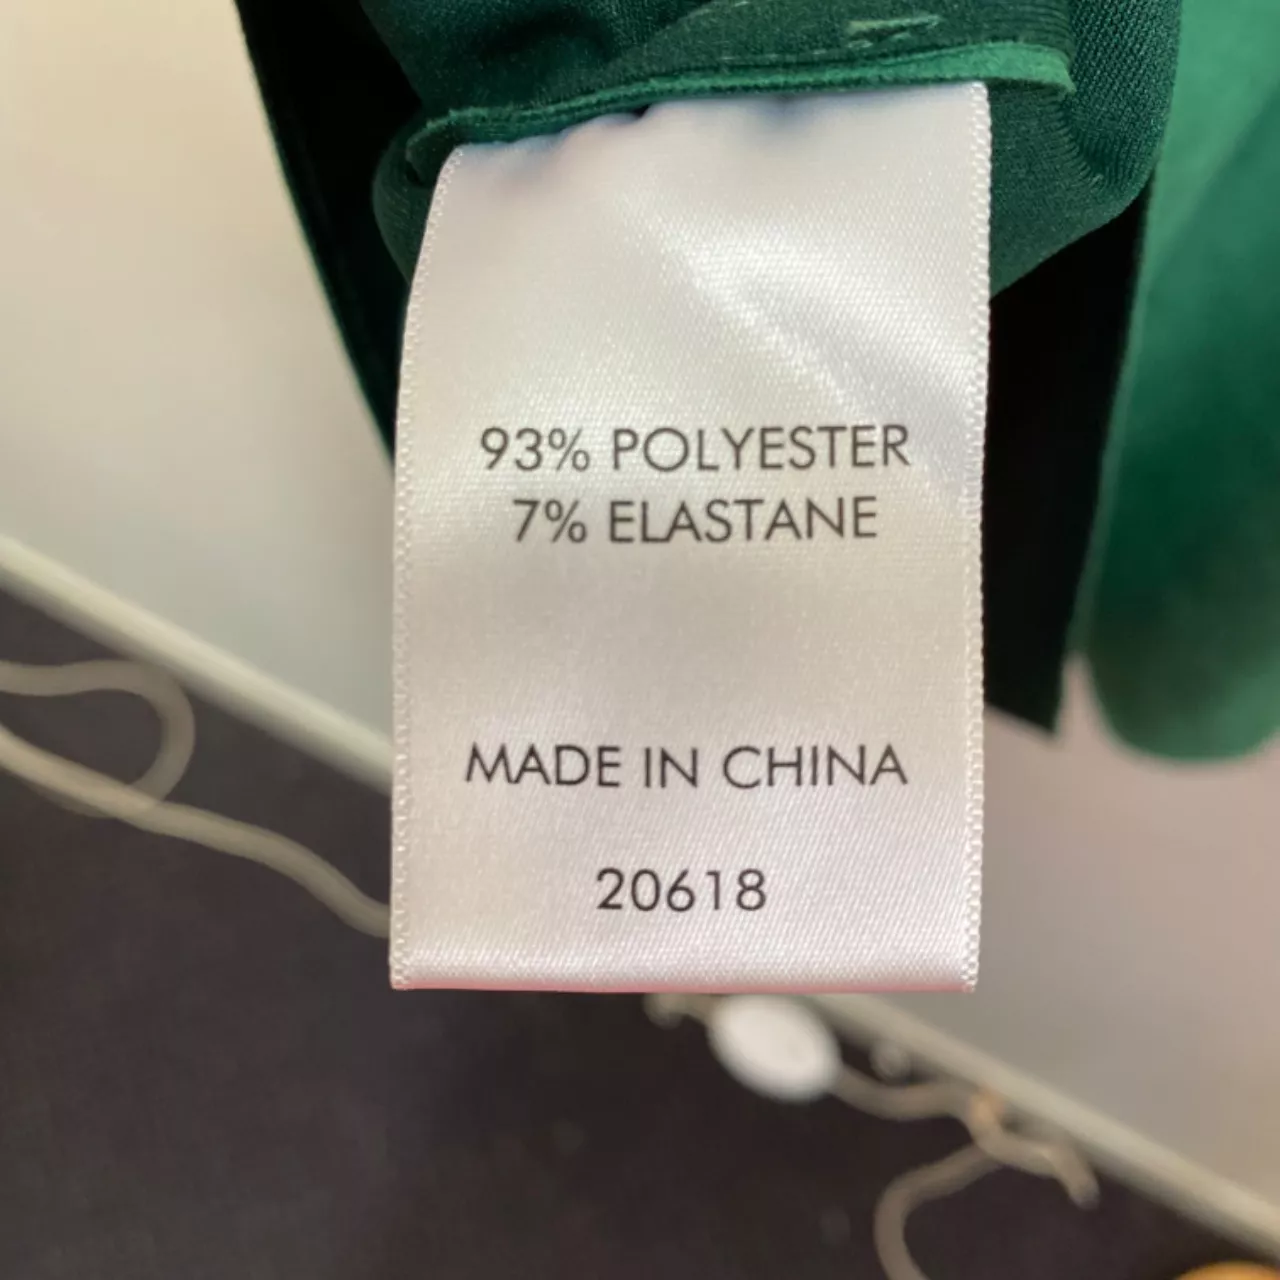 93% POLYESTER
7% ELASTANE
MADE IN CHINA
20618